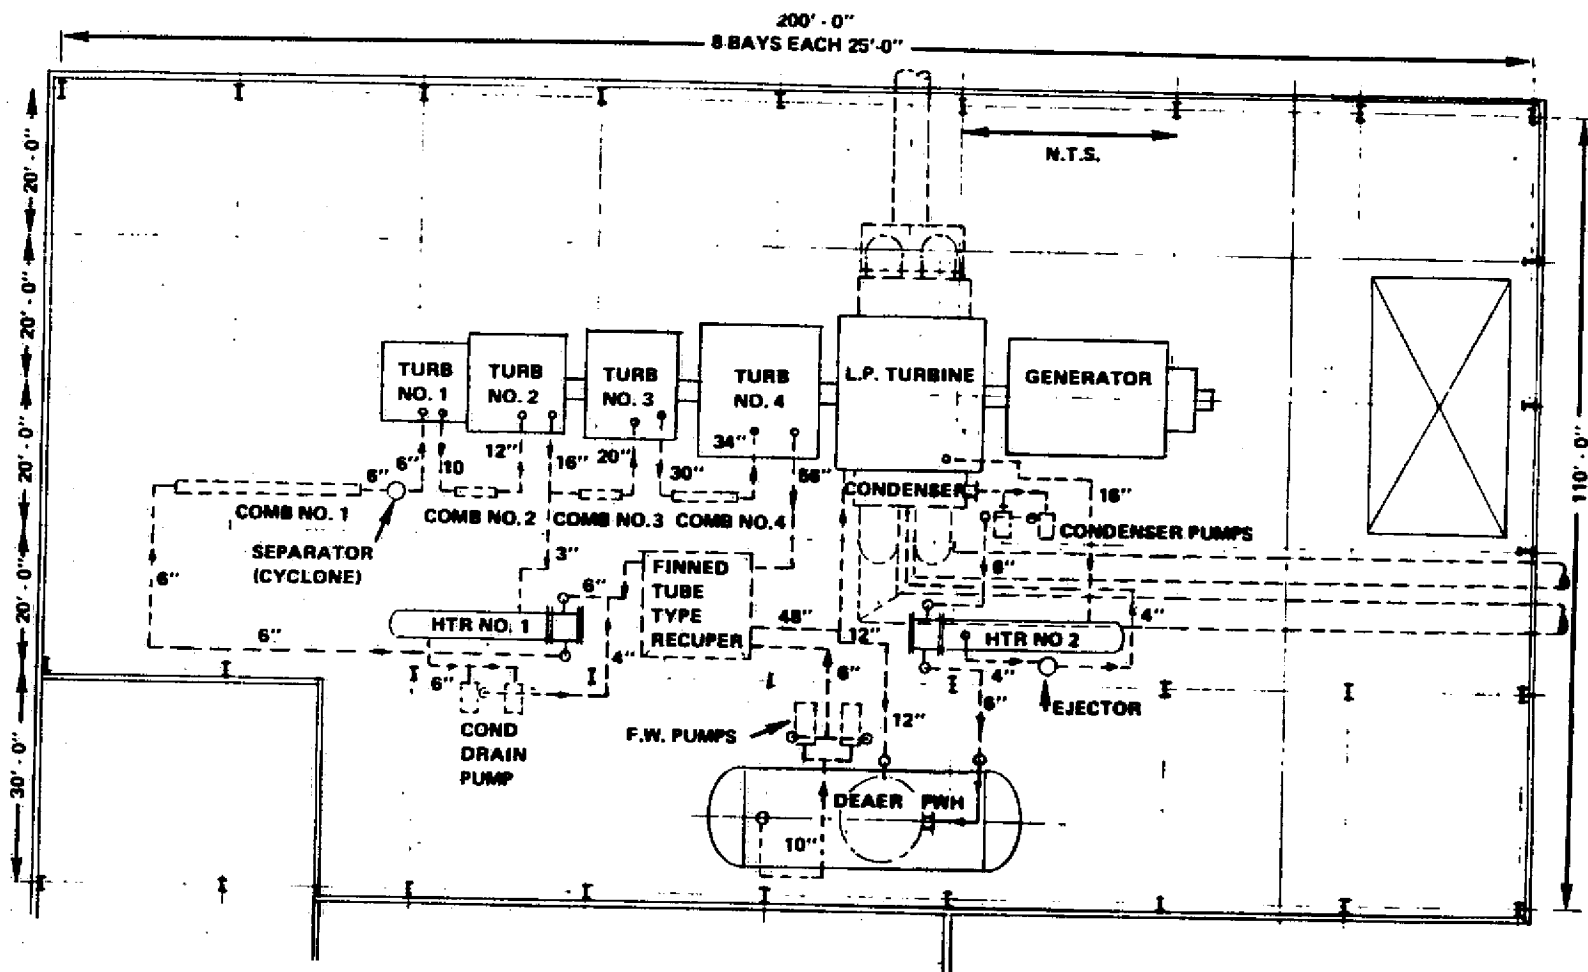 200' - 0"
8 BAYS EACH 25'-0"
N.T.S.
20' - 0"
20' - 0"
20' - 0"
20' - 0"
30' - 0"
110' - 0"
TURB
NO. 1
TURB
NO. 2
TURB
NO. 3
TURB
NO. 4
L.P. TURBINE
GENERATOR
6"
6"
10
12"
16"
20"
30"
34"
56"
COMB NO. 1
COMB NO. 2
COMB NO.3
COMB NO.4
CONDENSER
16"
CONDENSER PUMPS
SEPARATOR
(CYCLONE)
6"
3"
6"
FINNED
TUBE
TYPE
RECUPER
6"
HTR NO. 1
6"
48"
12"
HTR NO 2
4"
6"
4"
6"
4"
6"
EJECTOR
COND
DRAIN
PUMP
F.W. PUMPS
12"
DEAER FWH
10"